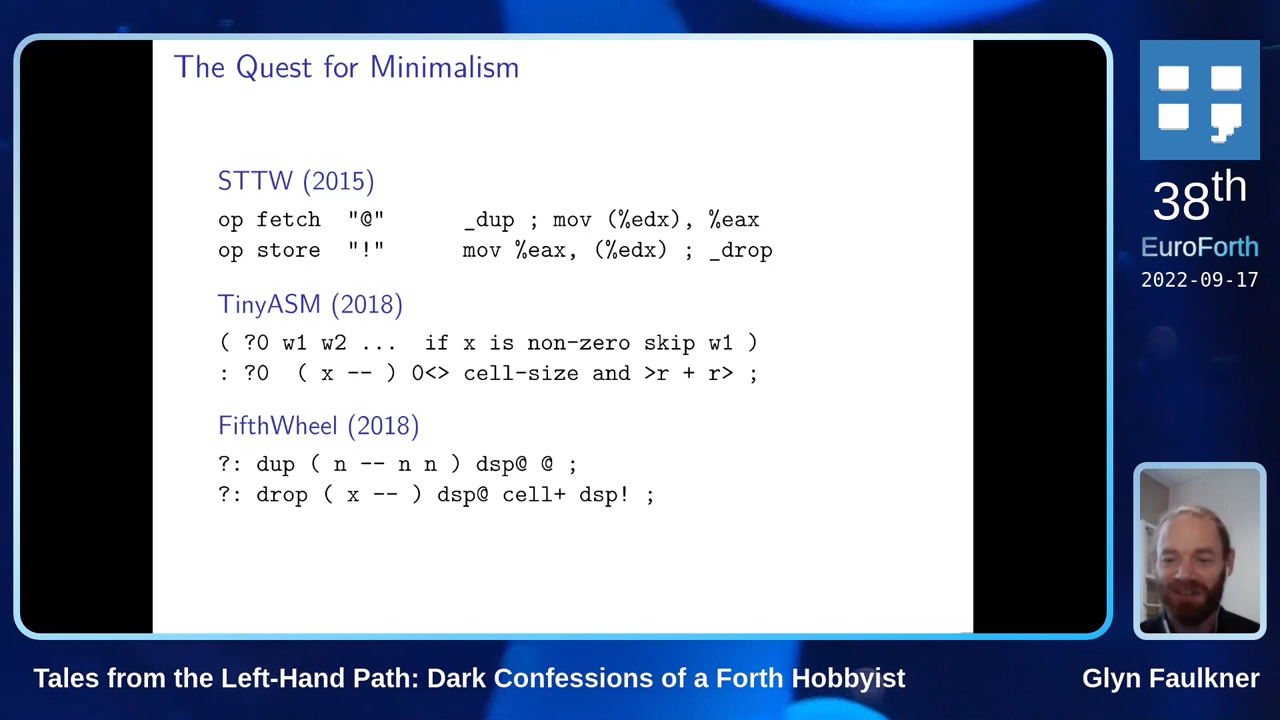 The Quest for Minimalism
STTW (2015)
op fetch "@" _dup ; mov (%edx), %eax
op store "!" mov %eax, (%edx) ; _drop
TinyASM (2018)
( ?0 w1 w2 ... if x is non-zero skip w1 )
: ?0 ( x -- ) 0<> cell-size and >r + r> ;
FifthWheel (2018)
?: dup ( n -- n n ) dsp@ @ ;
?: drop ( x -- ) dsp@ cell+ dsp! ;
38th
EuroForth
2022-09-17
Tales from the Left-Hand Path: Dark Confessions of a Forth Hobbyist
Glyn Faulkner